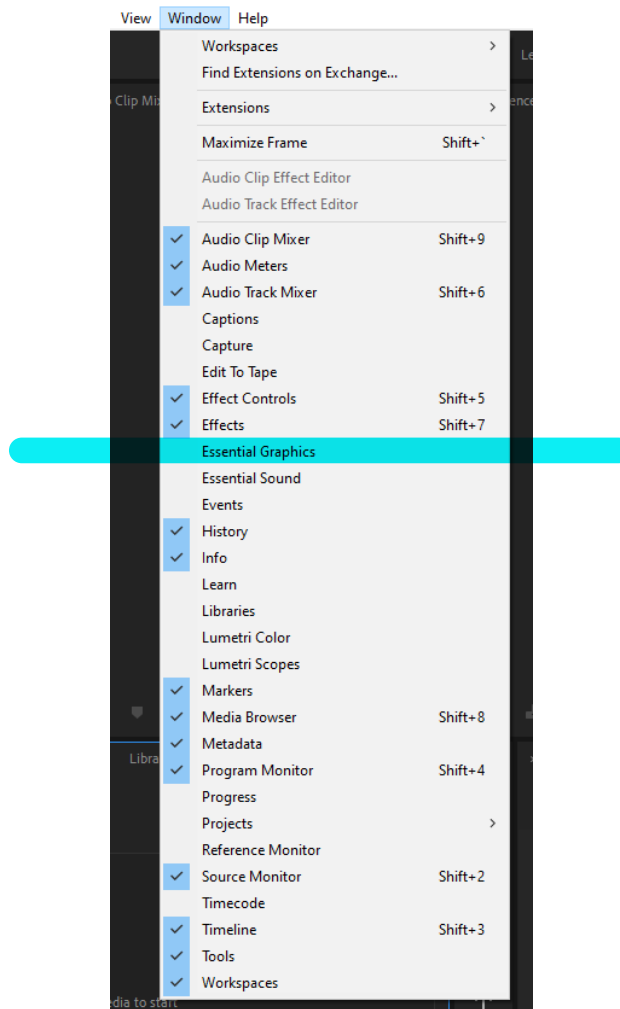 View Window Help
Workspaces
Find Extensions on Exchange...
Extensions
Maximize Frame Shift+`
Audio Clip Effect Editor
Audio Track Effect Editor
Audio Clip Mixer Shift+9
Audio Meters
Audio Track Mixer Shift+6
Captions
Capture
Edit To Tape
Effect Controls Shift+5
Effects Shift+7
Essential Graphics
Essential Sound
Events
History
Info
Learn
Libraries
Lumetri Color
Lumetri Scopes
Markers
Media Browser Shift+8
Metadata
Program Monitor Shift+4
Progress
Projects
Reference Monitor
Source Monitor Shift+2
Timecode
Timeline Shift+3
Tools
Workspaces
Clip
to start